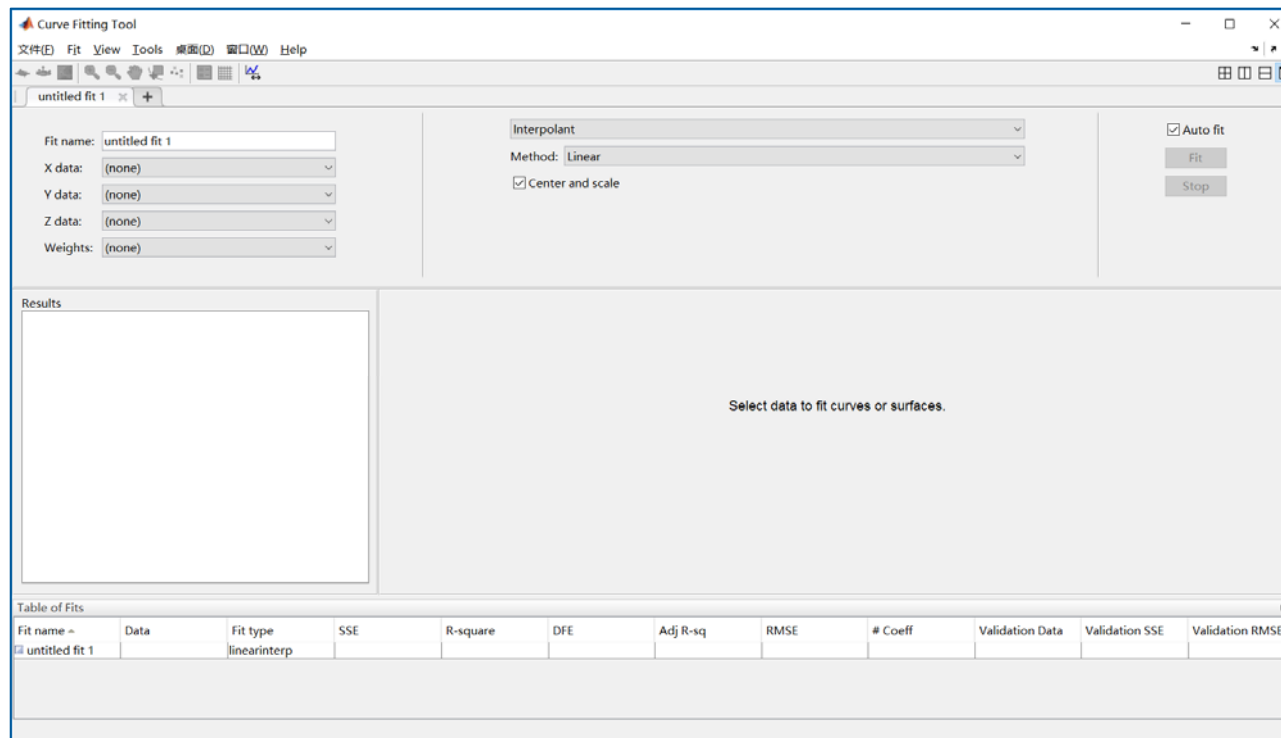 Curve Fitting Tool
文件(F) Fit View Tools 桌面(D) 窗口(W) Help
untitled fit 1
Fit name: untitled fit 1
X data: (none)
Y data: (none)
Z data: (none)
Weights: (none)
Interpolant
Method: Linear
Center and scale
Auto fit
Fit
Stop
Results
Select data to fit curves or surfaces.
Table of Fits
Fit name Data Fit type SSE R-square DFE Adj R-sq RMSE # Coeff Validation Data Validation SSE Validation RMSE
untitled fit 1 linearinterp